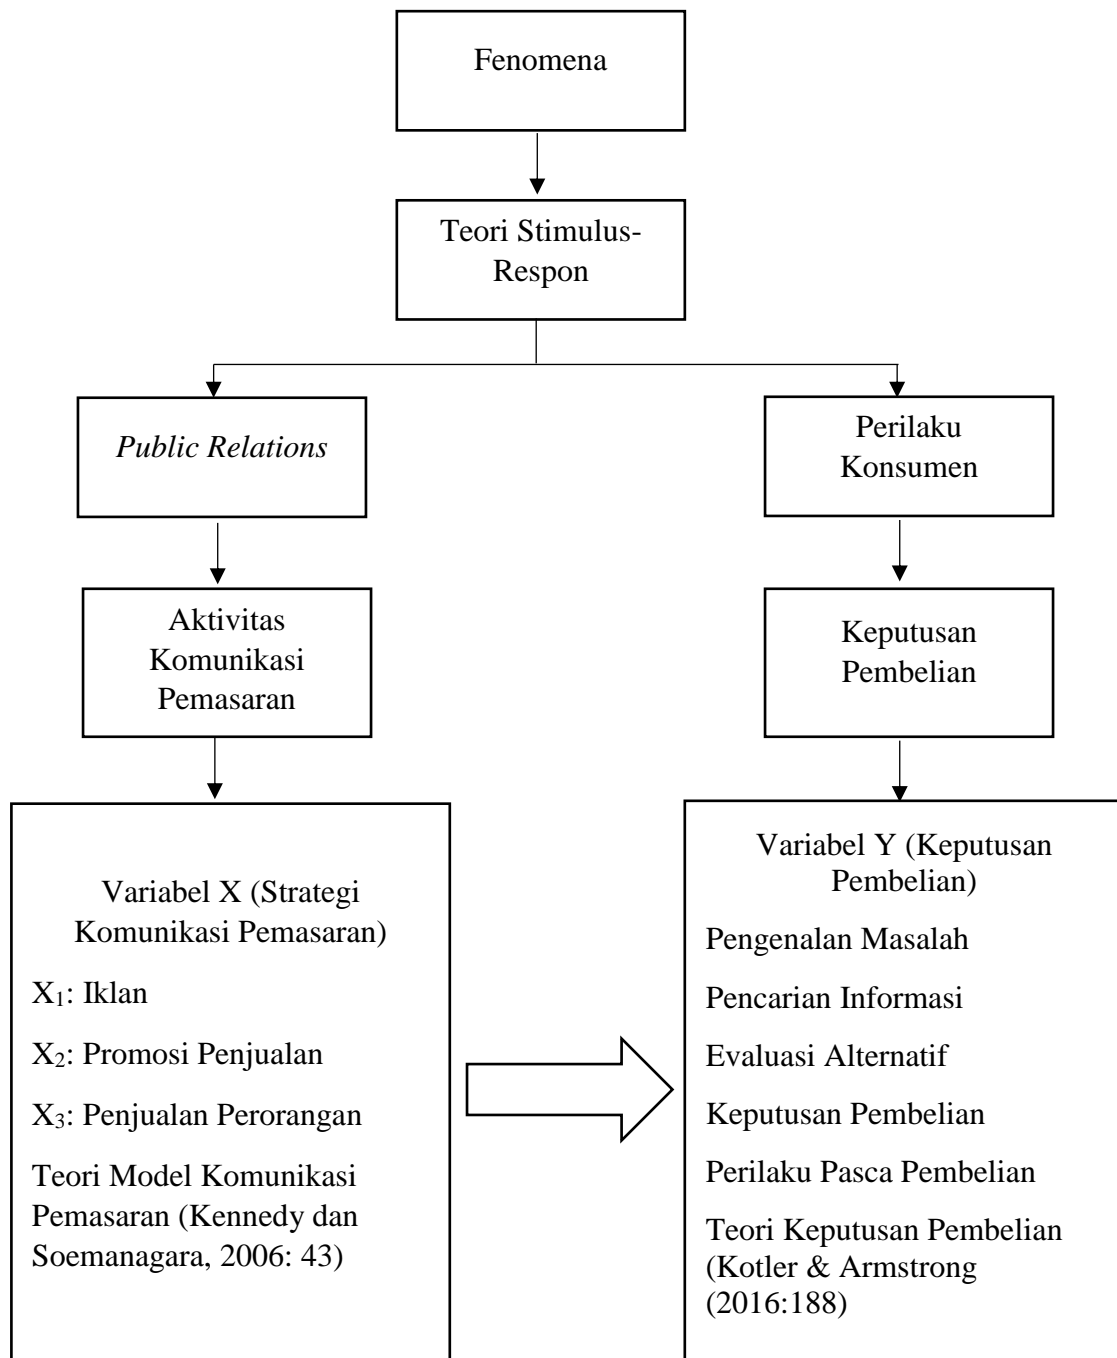 Fenomena
Teori Stimulus-
Respon
Public Relations
Perilaku
Konsumen
Aktivitas
Komunikasi
Pemasaran
Keputusan
Pembelian
Variabel X (Strategi
Komunikasi Pemasaran)
X₁: Iklan
X₂: Promosi Penjualan
X₃: Penjualan Perorangan
Teori Model Komunikasi
Pemasaran (Kennedy dan
Soemanagara, 2006: 43)
Variabel Y (Keputusan
Pembelian)
Pengenalan Masalah
Pencarian Informasi
Evaluasi Alternatif
Keputusan Pembelian
Perilaku Pasca Pembelian
Teori Keputusan Pembelian
(Kotler & Armstrong
(2016:188)